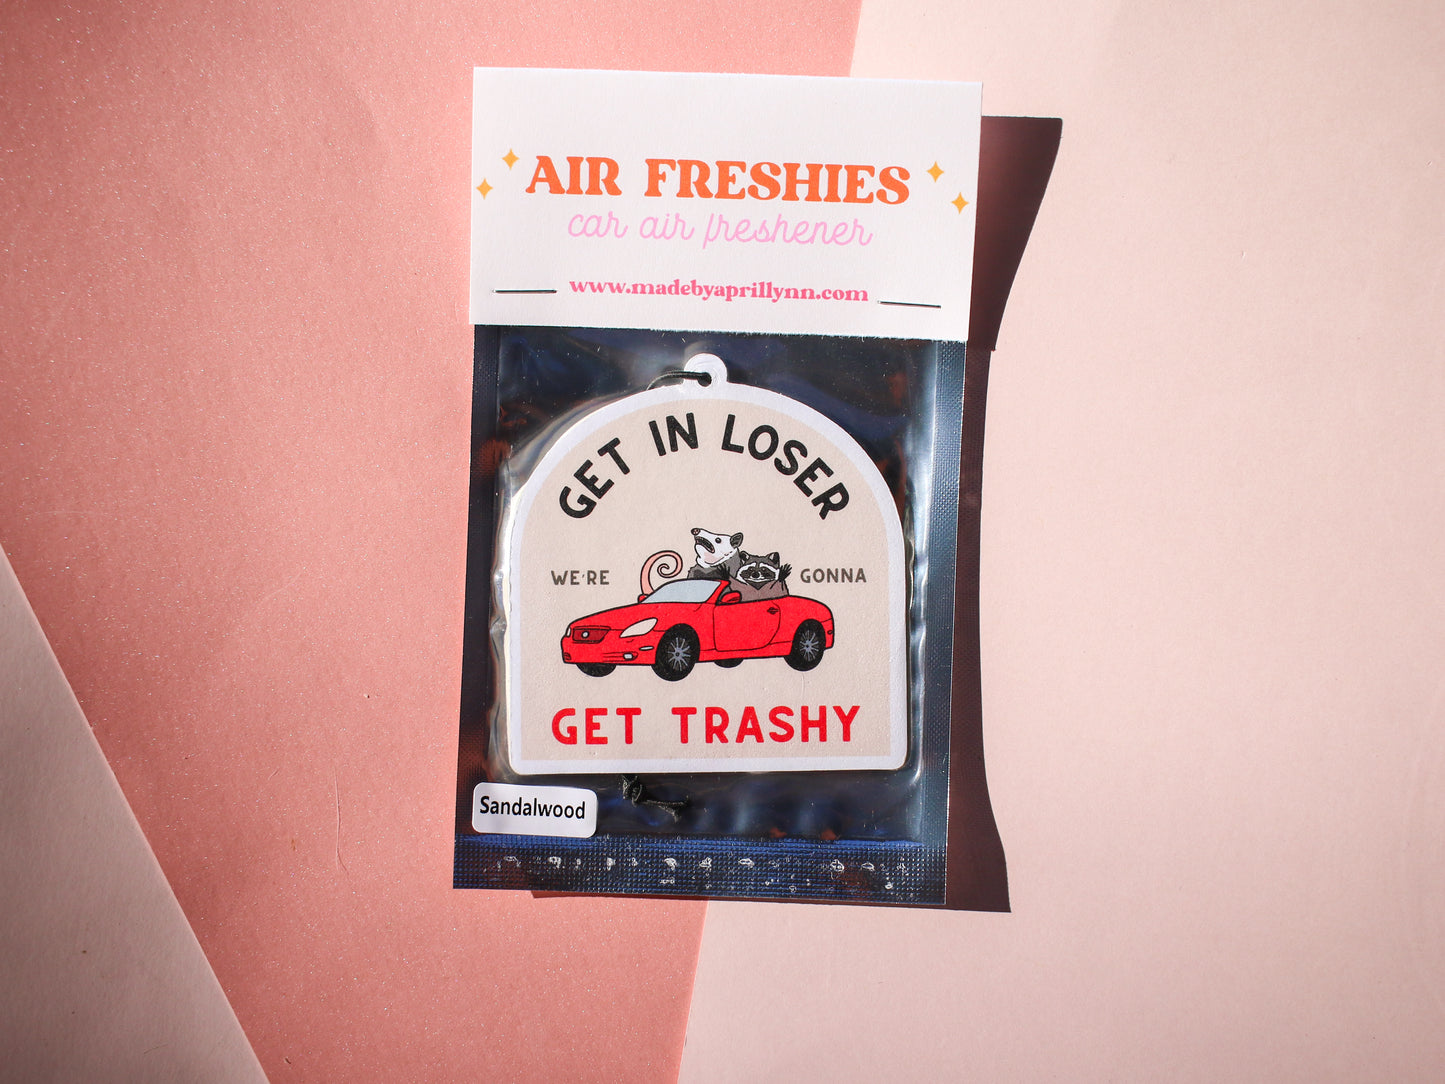 AIR FRESHIES
car air freshener
www.madebyaprillynn.com
GET IN LOSER
WE'RE GONNA
GET TRASHY
Sandalwood